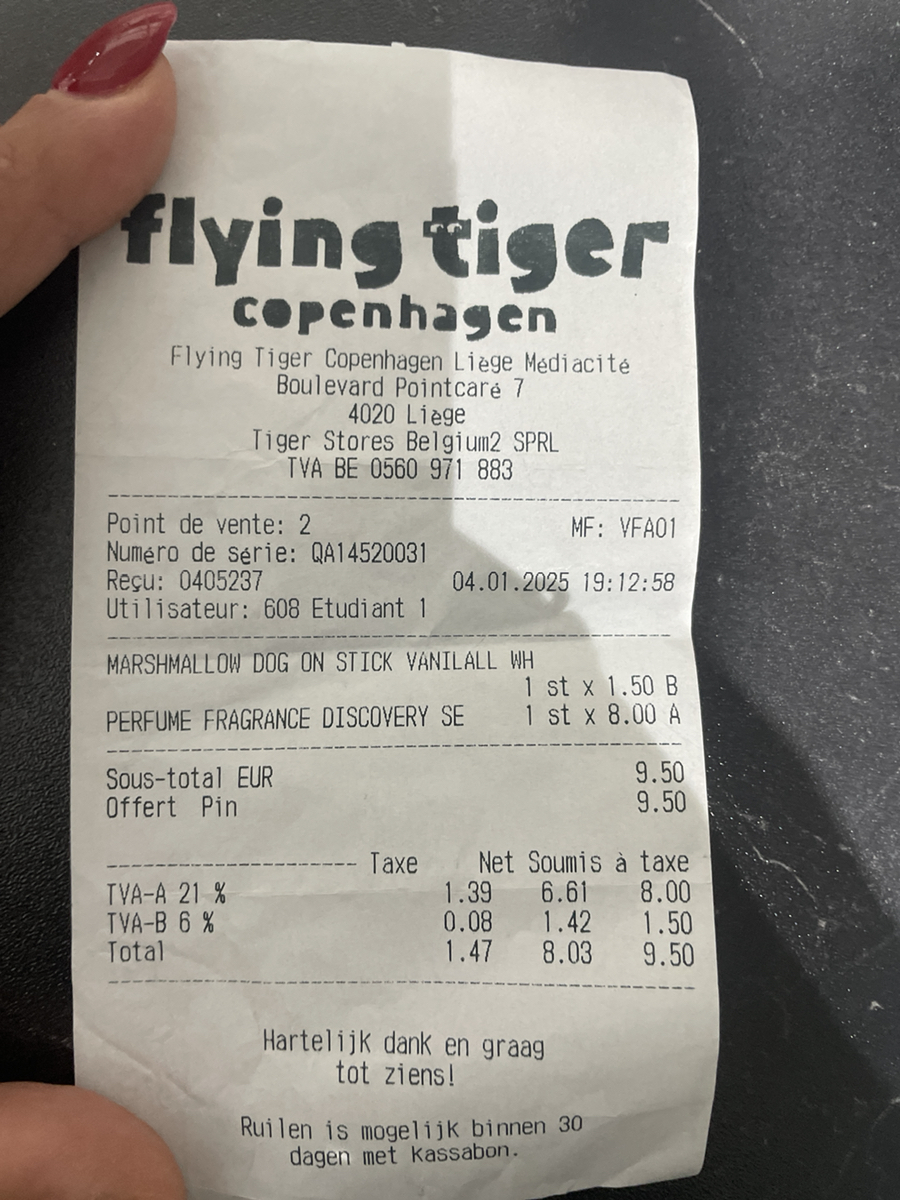 flying tiger
copenhagen
Flying Tiger Copenhagen Liège Médiacité
Boulevard Pointcaré 7
4020 Liège
Tiger Stores Belgium2 SPRL
TVA BE 0560 971 883
Point de vente: 2 MF: VFA01
Numéro de série: QA14520031
Reçu: 0405237 04.01.2025 19:12:58
Utilisateur: 608 Etudiant 1
MARSHMALLOW DOG ON STICK VANILALL WH
1 st x 1.50 B
PERFUME FRAGRANCE DISCOVERY SE 1 st x 8.00 A
Sous-total EUR 9.50
Offert Pin 9.50
Taxe Net Soumis à taxe
TVA-A 21 % 1.39 6.61 8.00
TVA-B 6 % 0.08 1.42 1.50
Total 1.47 8.03 9.50
Hartelijk dank en graag
tot ziens!
Ruilen is mogelijk binnen 30
dagen met kassabon.